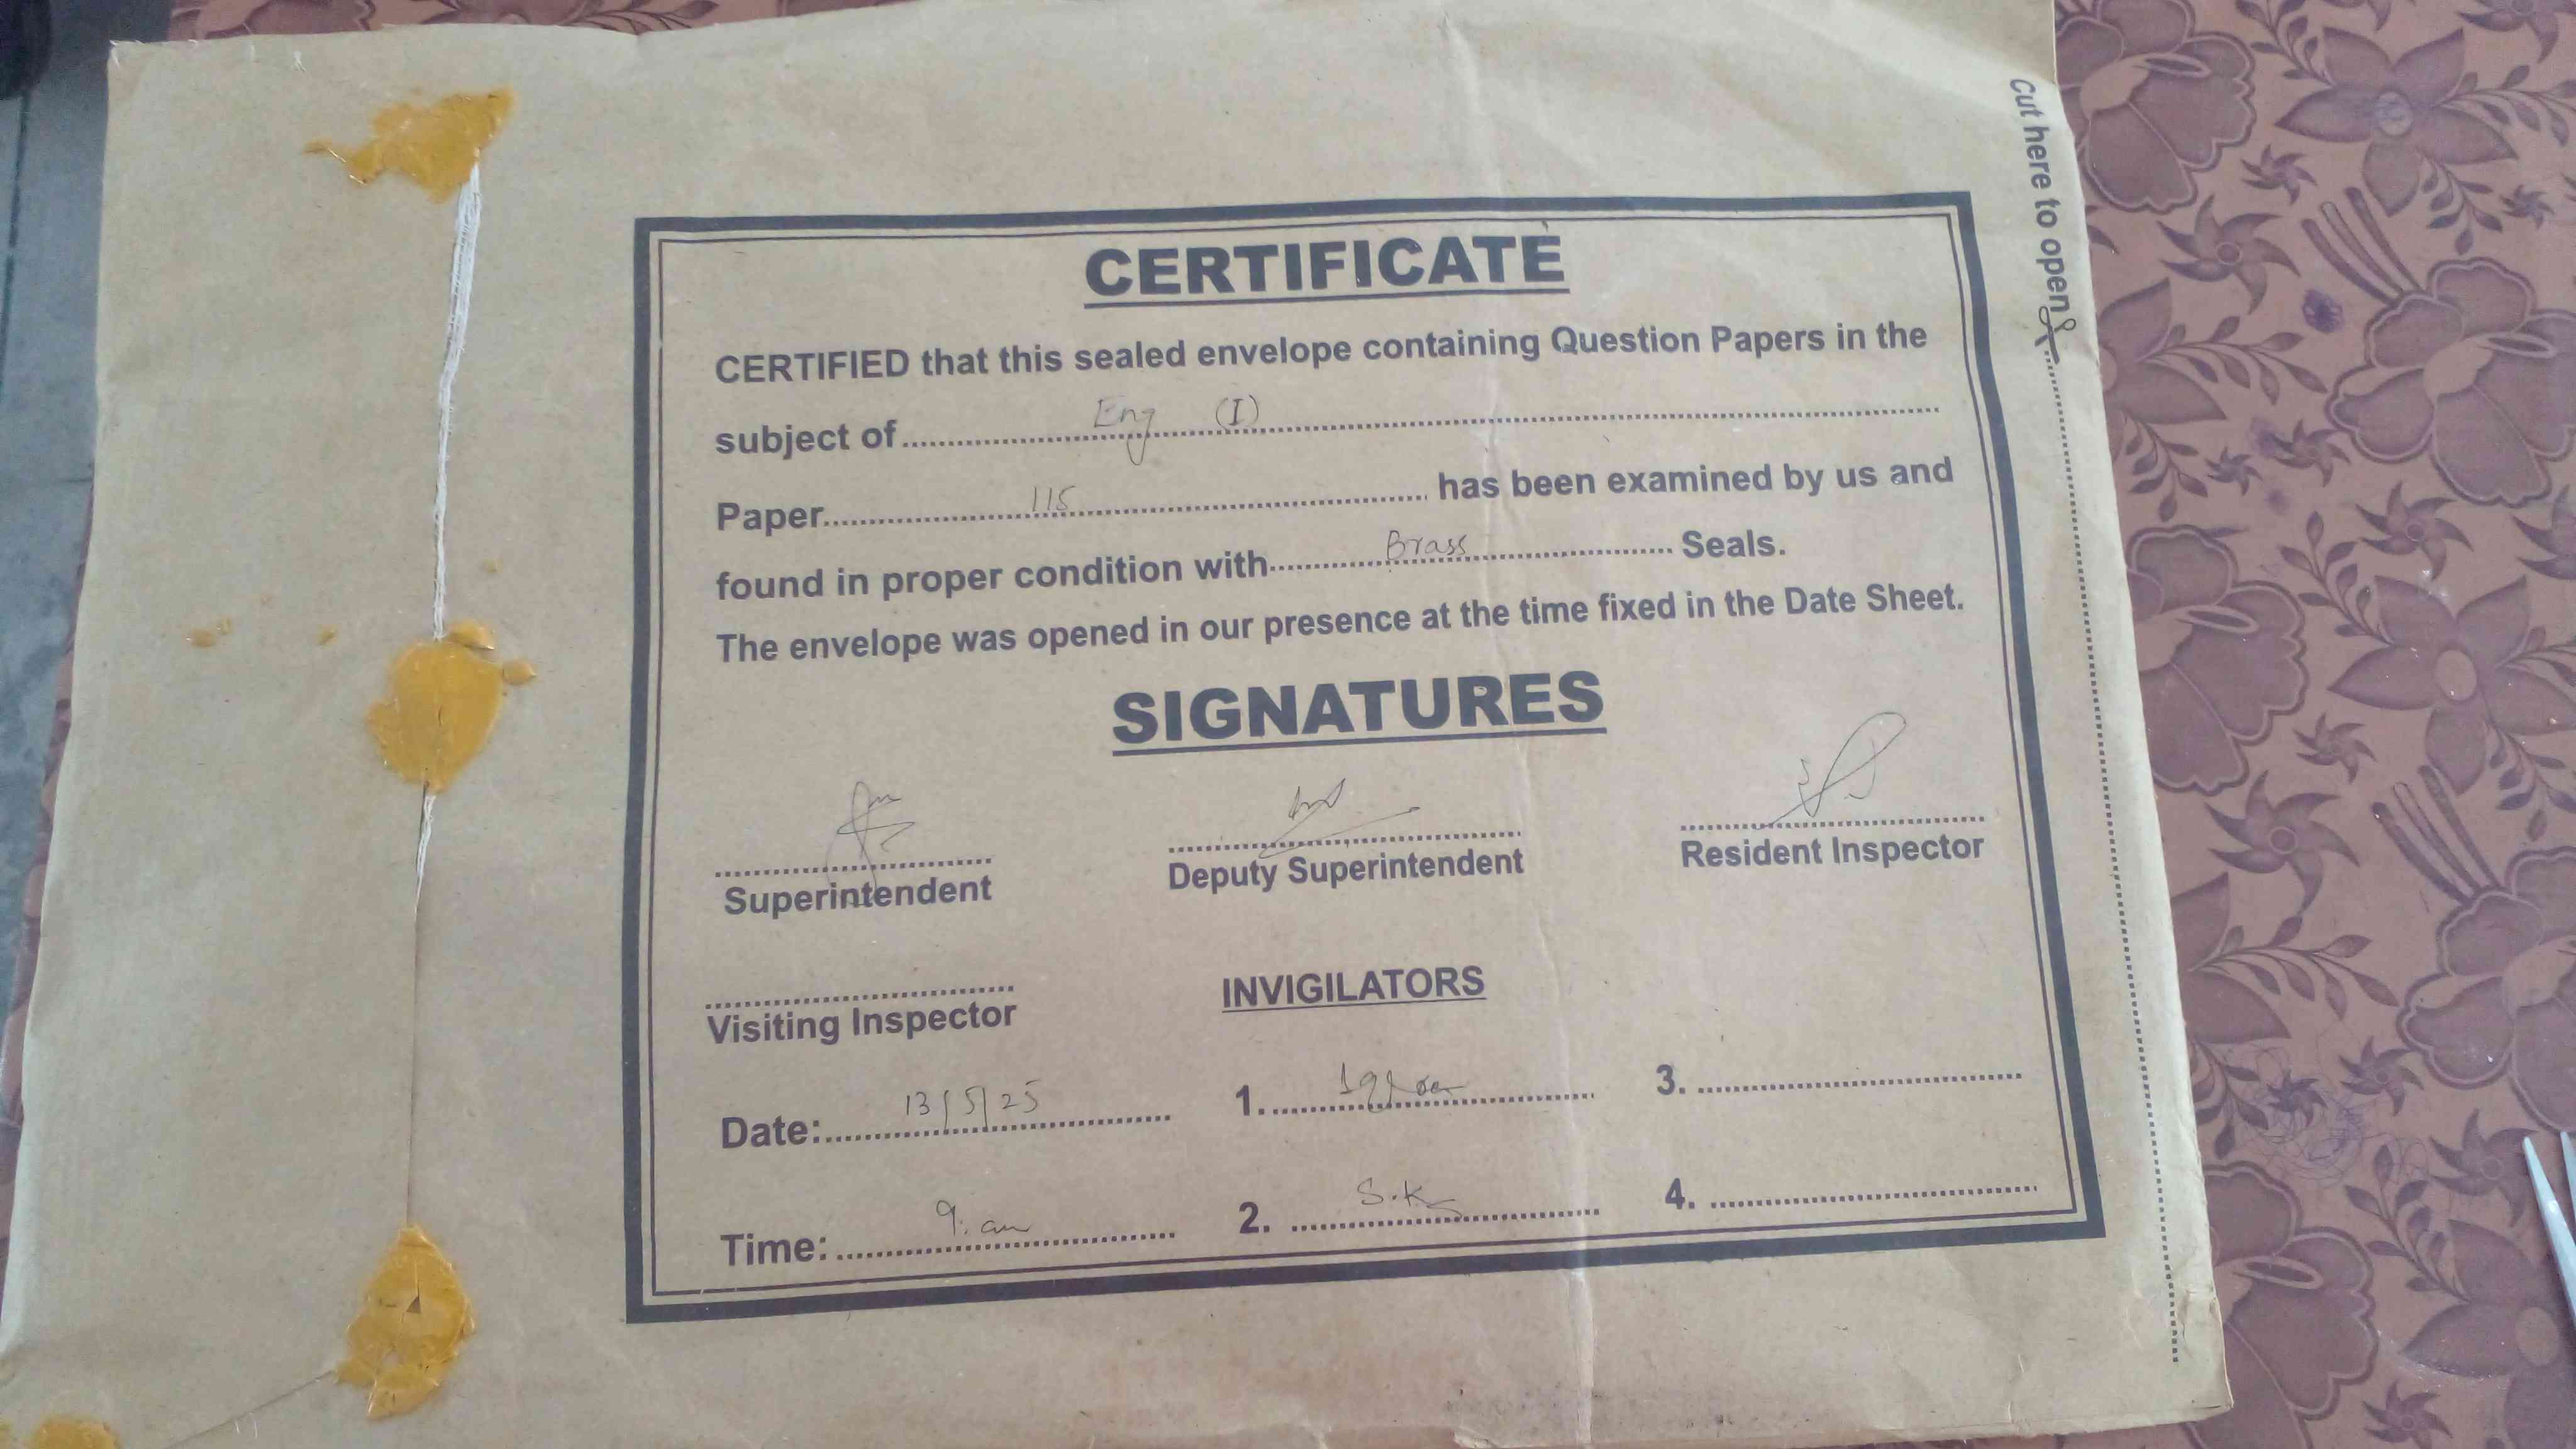 Cut here to open
CERTIFICATE
CERTIFIED that this sealed envelope containing Question Papers in the
subject of Eng (I)
Paper 115 has been examined by us and
found in proper condition with Brass Seals.
The envelope was opened in our presence at the time fixed in the Date Sheet.
SIGNATURES
Superintendent Deputy Superintendent Resident Inspector
Visiting Inspector INVIGILATORS
Date: 13/5/25 1. 3.
Time: 9: am 2. S.K 4.